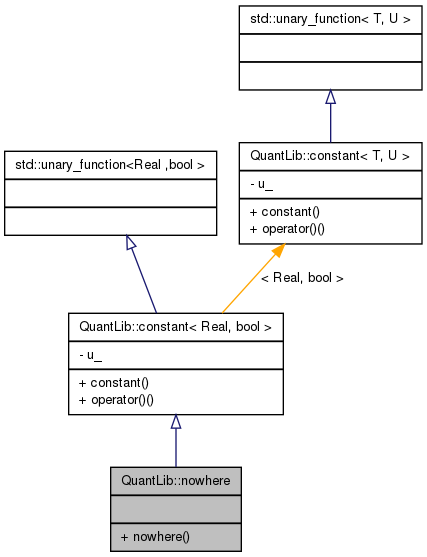 std::unary_function< T, U >
QuantLib::constant< T, U >
- u_
+ constant()
+ operator()()
std::unary_function<Real ,bool >
< Real, bool >
QuantLib::constant< Real, bool >
- u_
+ constant()
+ operator()()
QuantLib::nowhere
+ nowhere()